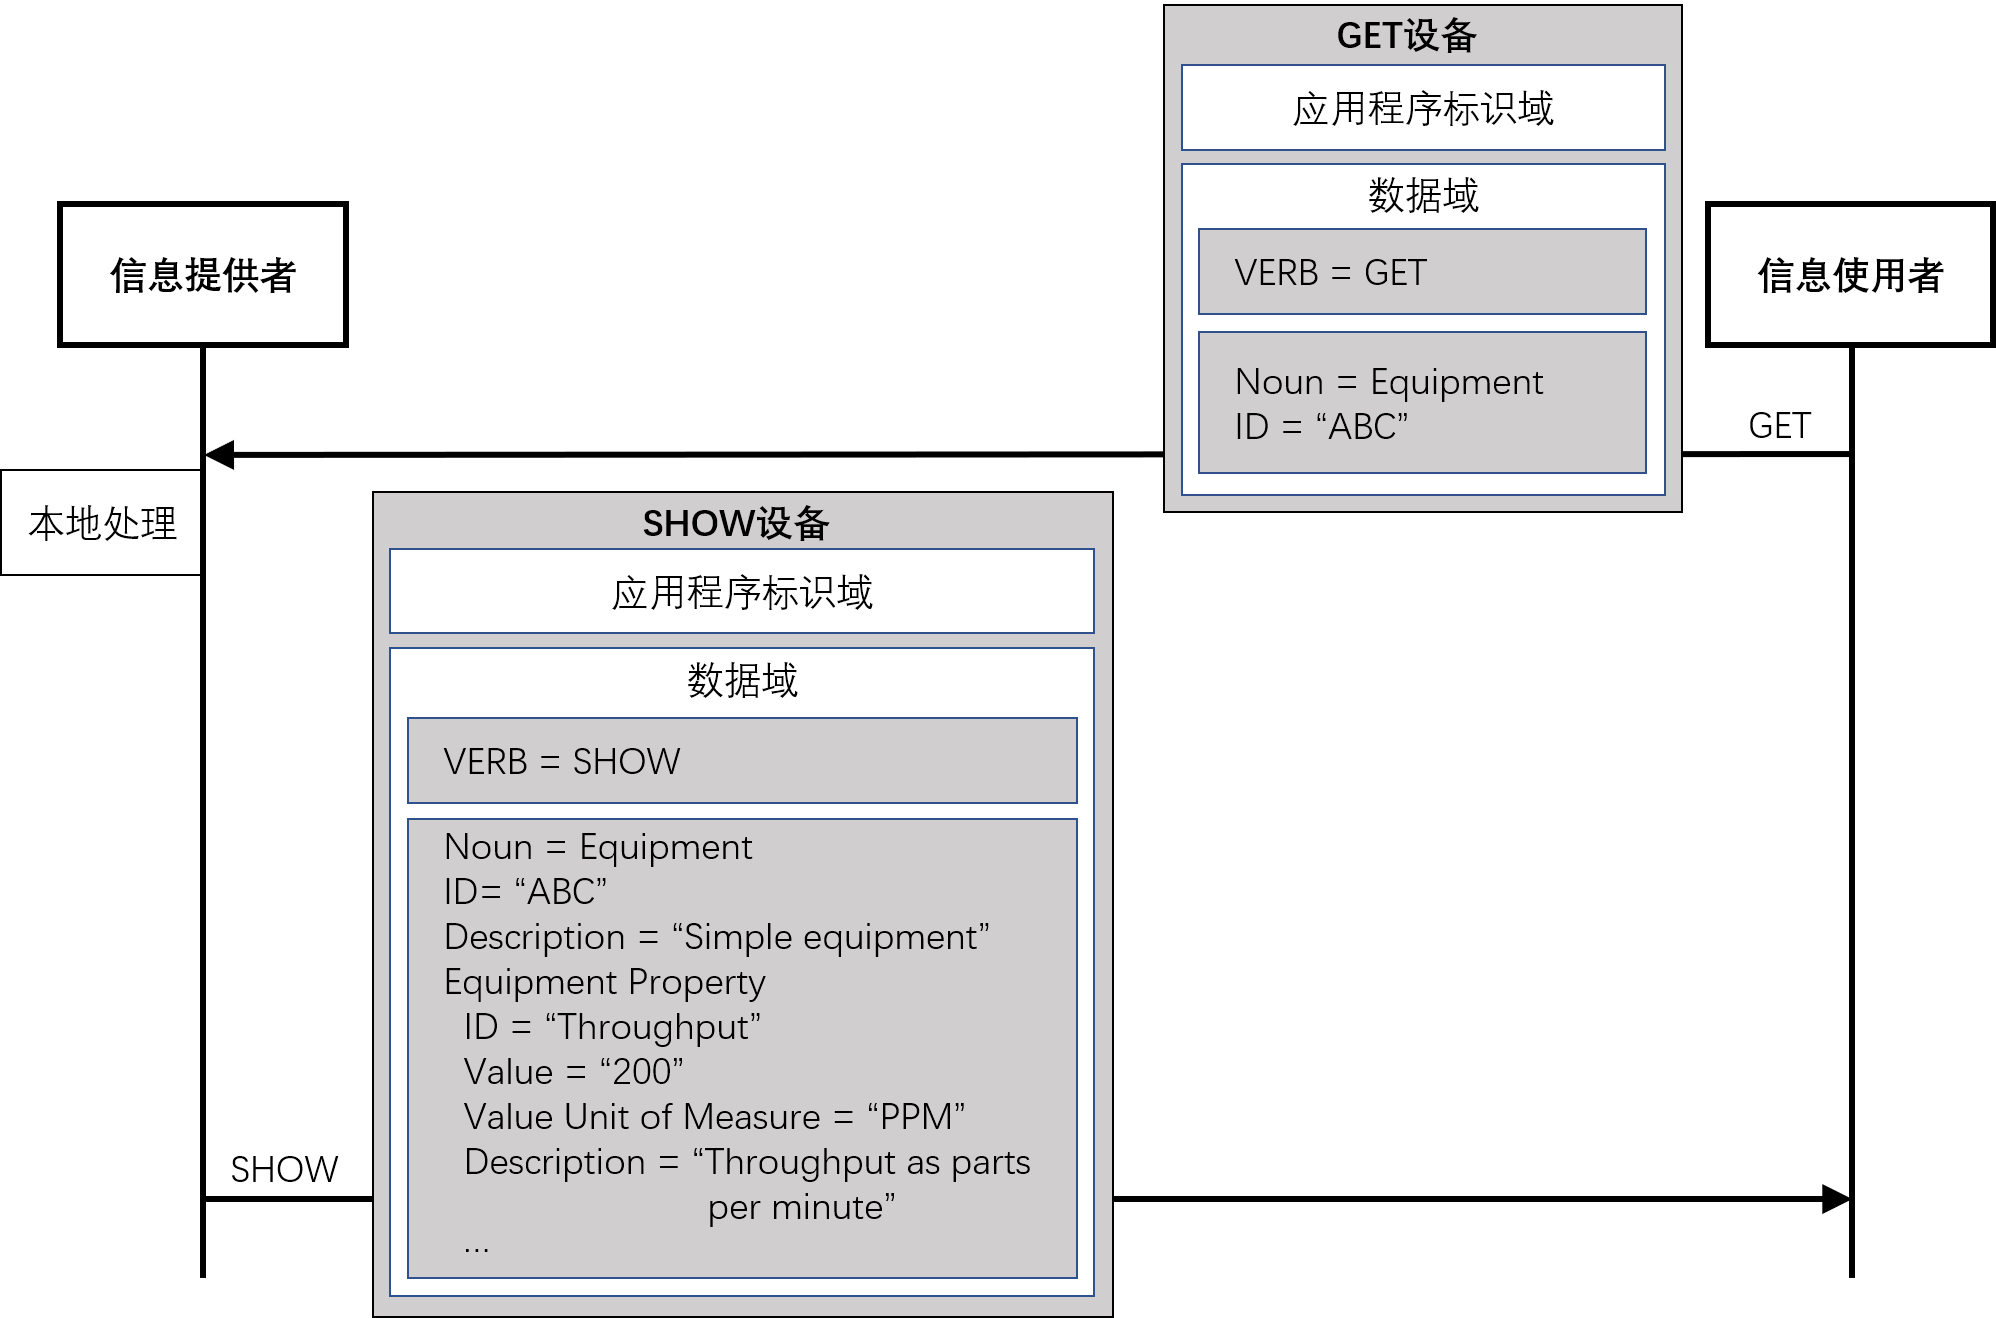 GET设备
应用程序标识域
数据域
VERB = GET
Noun = Equipment
ID = “ABC”
信息提供者
信息使用者
GET
本地处理
SHOW设备
应用程序标识域
数据域
VERB = SHOW
Noun = Equipment
ID= “ABC”
Description = “Simple equipment”
Equipment Property
ID = “Throughput”
Value = “200”
Value Unit of Measure = “PPM”
Description = “Throughput as parts
per minute”
...
SHOW